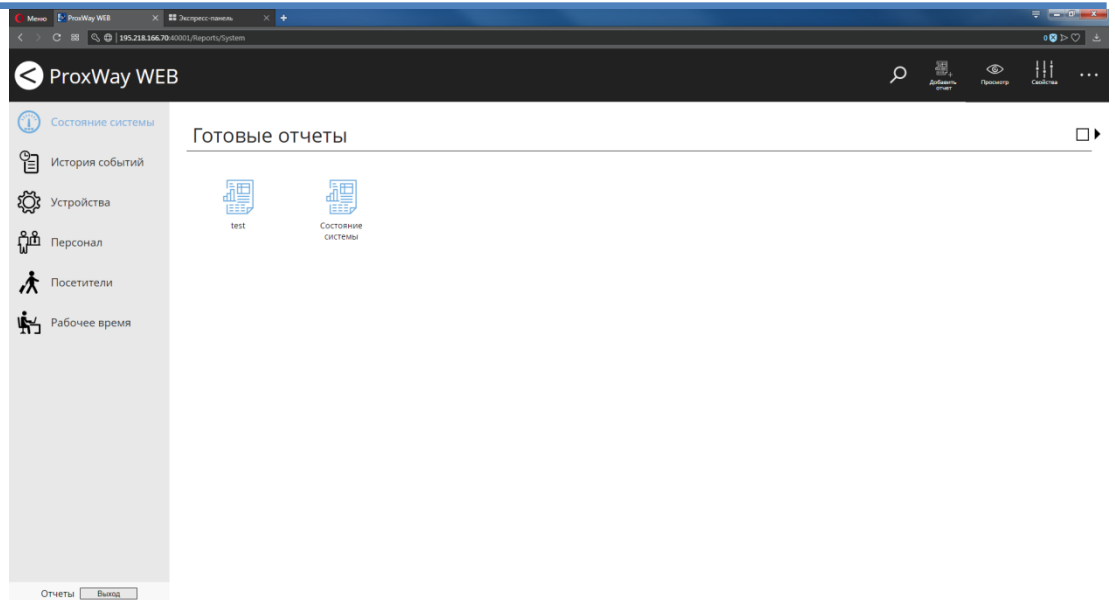 Меню ProxWay WEB Экспресс-панель
195.218.166.70:40001/Reports/System
0
ProxWay WEB
Добавить
отчет
Просмотр
Свойства
Состояние системы
История событий
Устройства
Персонал
Посетители
Рабочее время
Готовые отчеты
test
Состояние
системы
Отчеты Выход